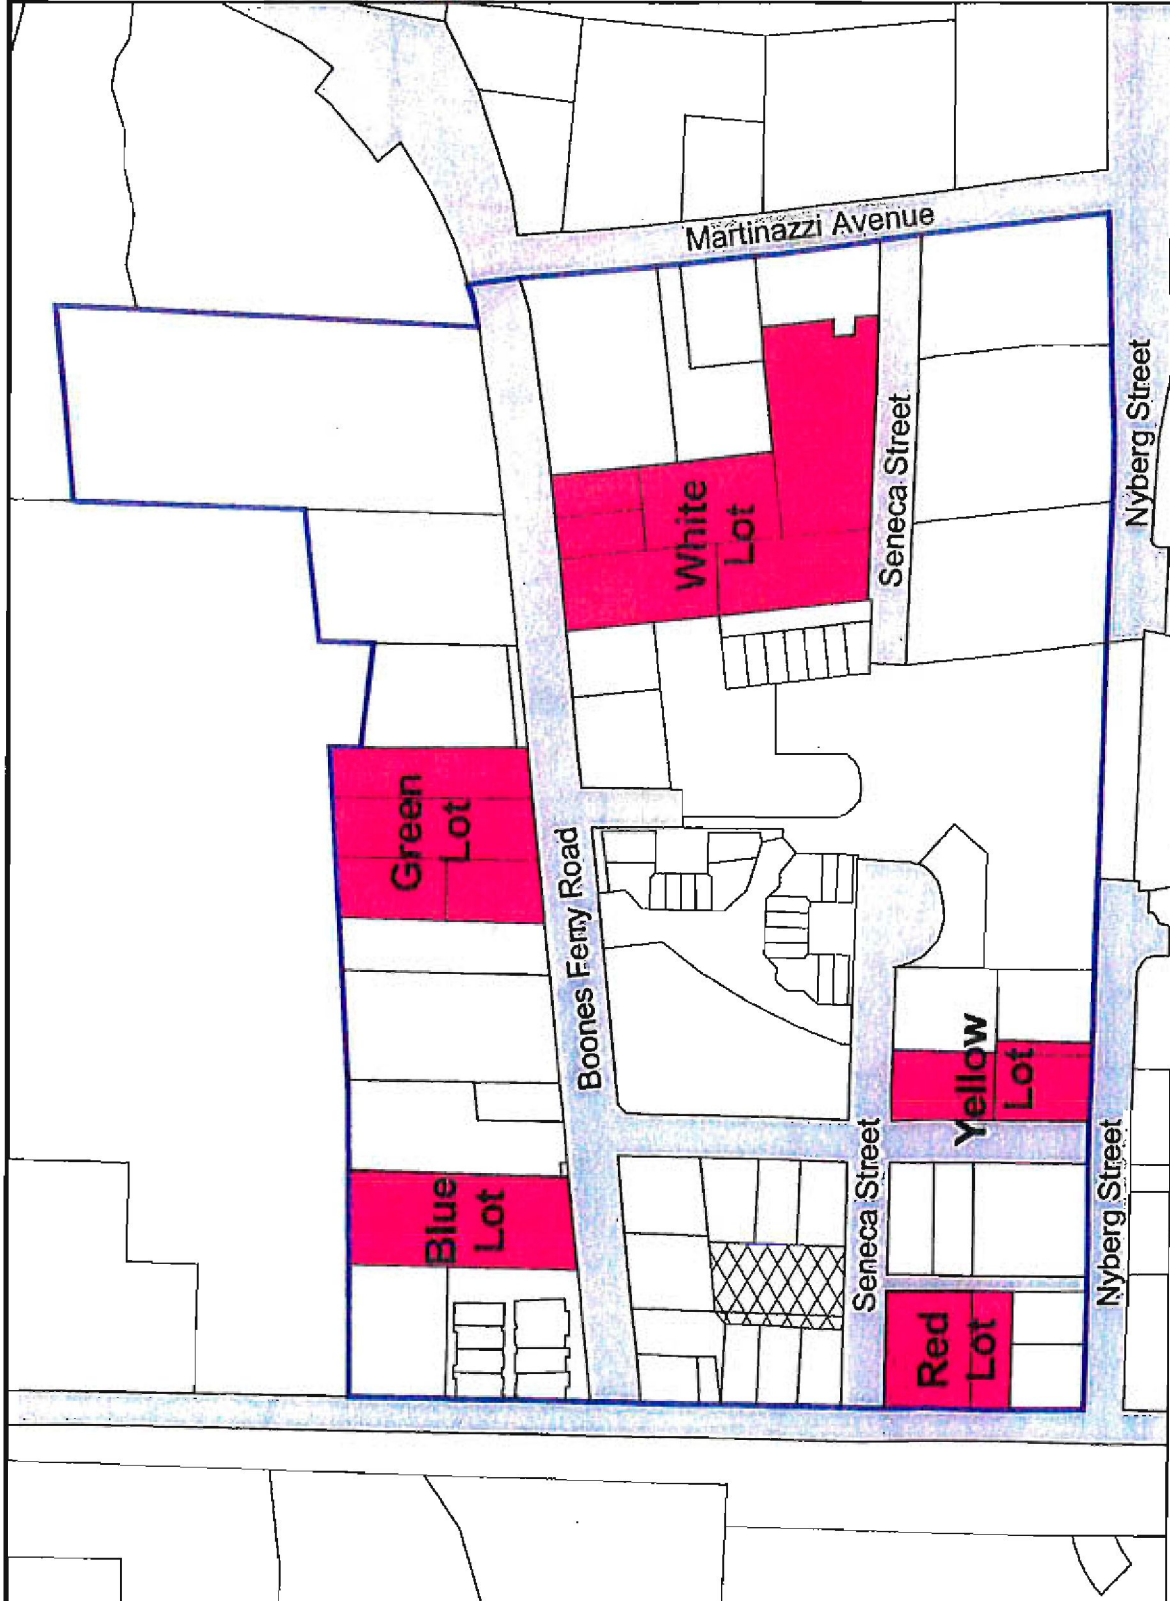 Martinazzi Avenue
Nyberg Street
Seneca Street
White
Lot
Green
Lot
Boones Ferry Road
Yellow
Lot
Blue
Lot
Seneca Street
Nyberg Street
Red
Lot